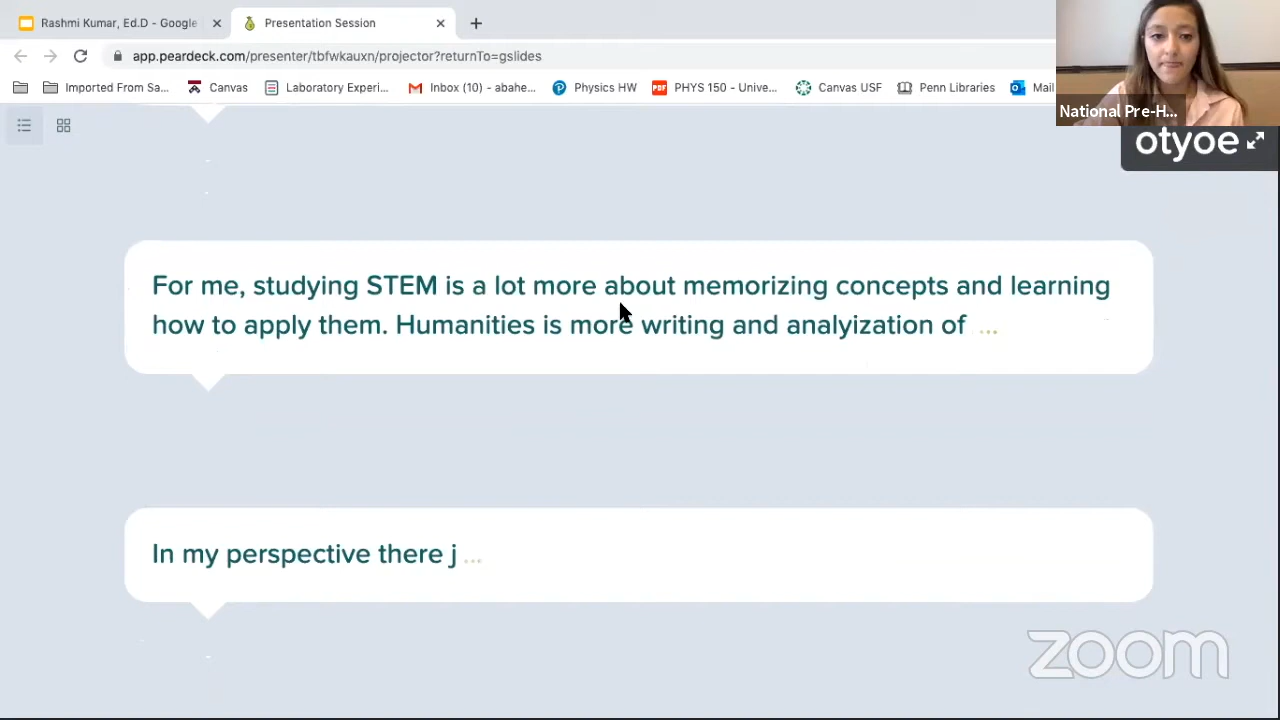 Rashmi Kumar, Ed.D - Google
Presentation Session
app.peardeck.com/presenter/tbfwkauxn/projector?returnTo=gslides
Imported From Sa...
Canvas
Laboratory Experi...
Inbox (10) - abahe...
Physics HW
PDF
PHYS 150 - Unive...
Canvas USF
Penn Libraries
Mail
National Pre-H...
otyoe
For me, studying STEM is a lot more about memorizing concepts and learning
how to apply them. Humanities is more writing and analyization of ...
In my perspective there j ...
zoom